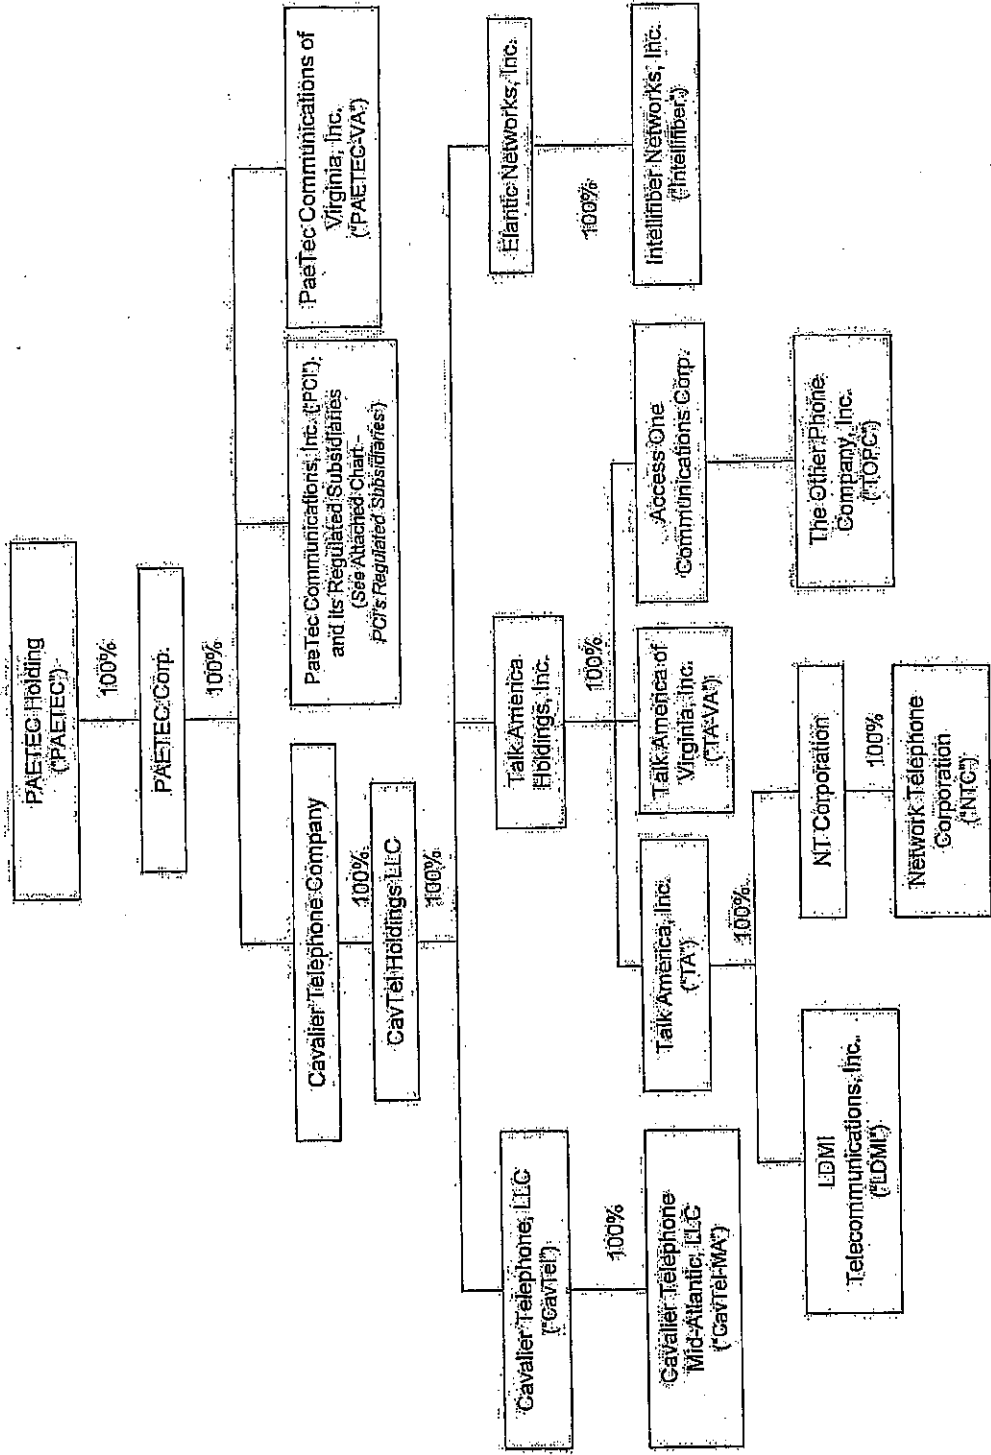 PAETEC Holding
("PAETEC")
100%
PAETEC Corp.
100%
Cavalier Telephone Company
100%
CavTel Holdings LLC
100%
PaeTec Communications, Inc. ("PCI")
and its Regulated Subsidiaries
(See Attached Chart –
PCI's Regulated Subsidiaries)
PaeTec Communications of
Virginia, Inc.
("PAETEC-VA")
Cavalier Telephone, LLC
("CavTel")
100%
Cavalier Telephone
Mid-Atlantic, LLC
("CavTel-MA")
Talk America
Holdings, Inc.
100%
Talk America, Inc.
("TA")
100%
Talk America of
Virginia, Inc.
("TA-VA")
Access One
Communications Corp.
LDMI
Telecommunications, Inc.
("LDMI")
NT Corporation
100%
Network Telephone
Corporation
("NTC")
The Other Phone
Company, Inc.
("TOPC")
Elantic Networks, Inc.
100%
Intellifiber Networks, Inc.
("Intellifiber")